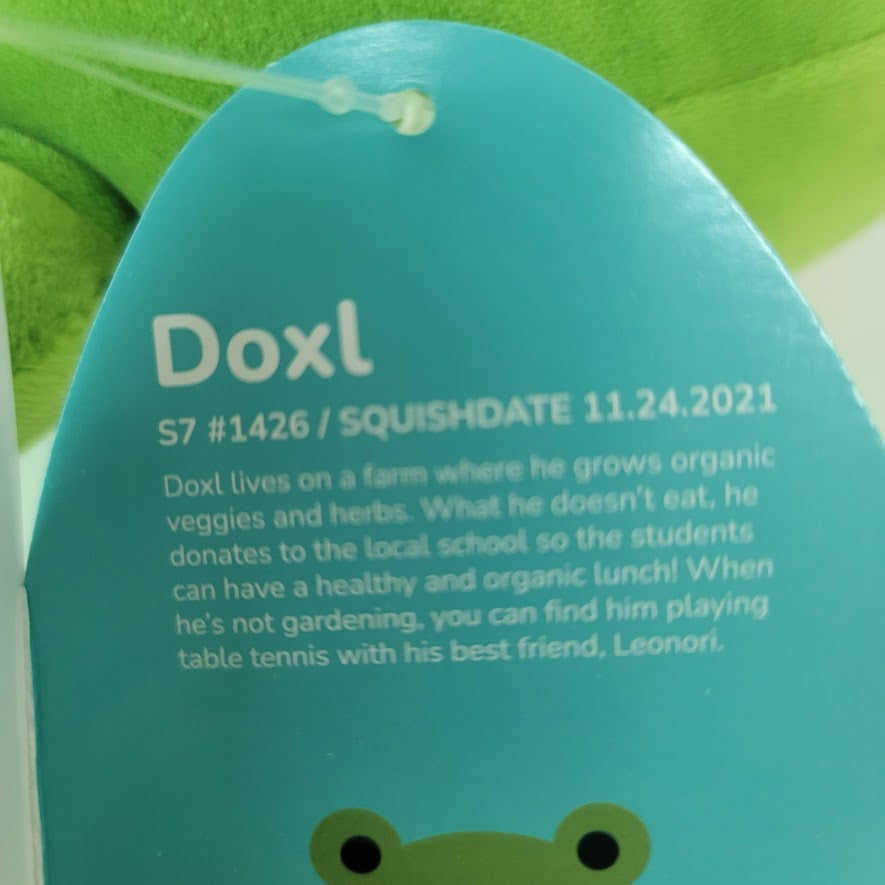 Doxl
S7 #1426 / SQUISHDATE 11.24.2021
Doxl lives on a farm where he grows organic
veggies and herbs. What he doesn't eat, he
donates to the local school so the students
can have a healthy and organic lunch! When
he's not gardening, you can find him playing
table tennis with his best friend, Leonori.